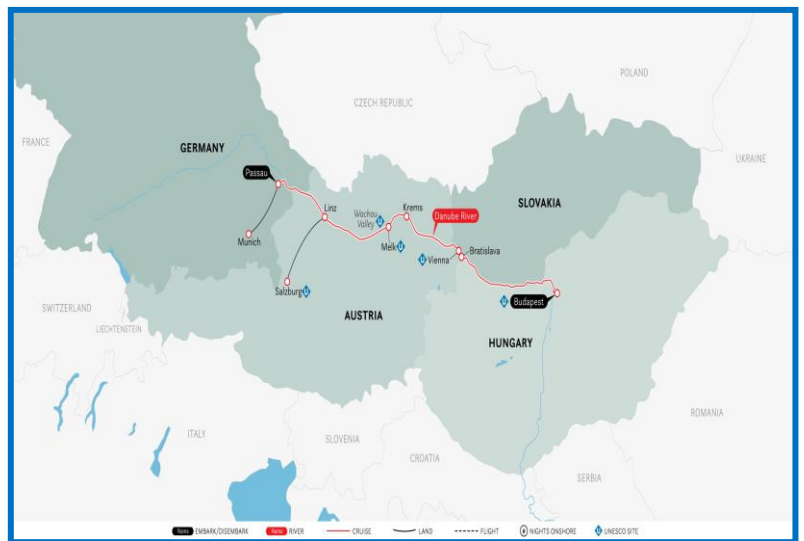 POLAND
CZECH REPUBLIC
FRANCE
GERMANY
UKRAINE
Passau
SLOVAKIA
Linz
Wachau
Valley
Krems
Danube River
Munich
Melk
Vienna
Bratislava
Salzburg
Budapest
SWITZERLAND
AUSTRIA
LIECHTENSTEIN
HUNGARY
ROMANIA
ITALY
SLOVENIA
CROATIA
SERBIA
Name EMBARK/DISEMBARK Name RIVER CRUISE LAND FLIGHT NIGHTS ONSHORE UNESCO SITE